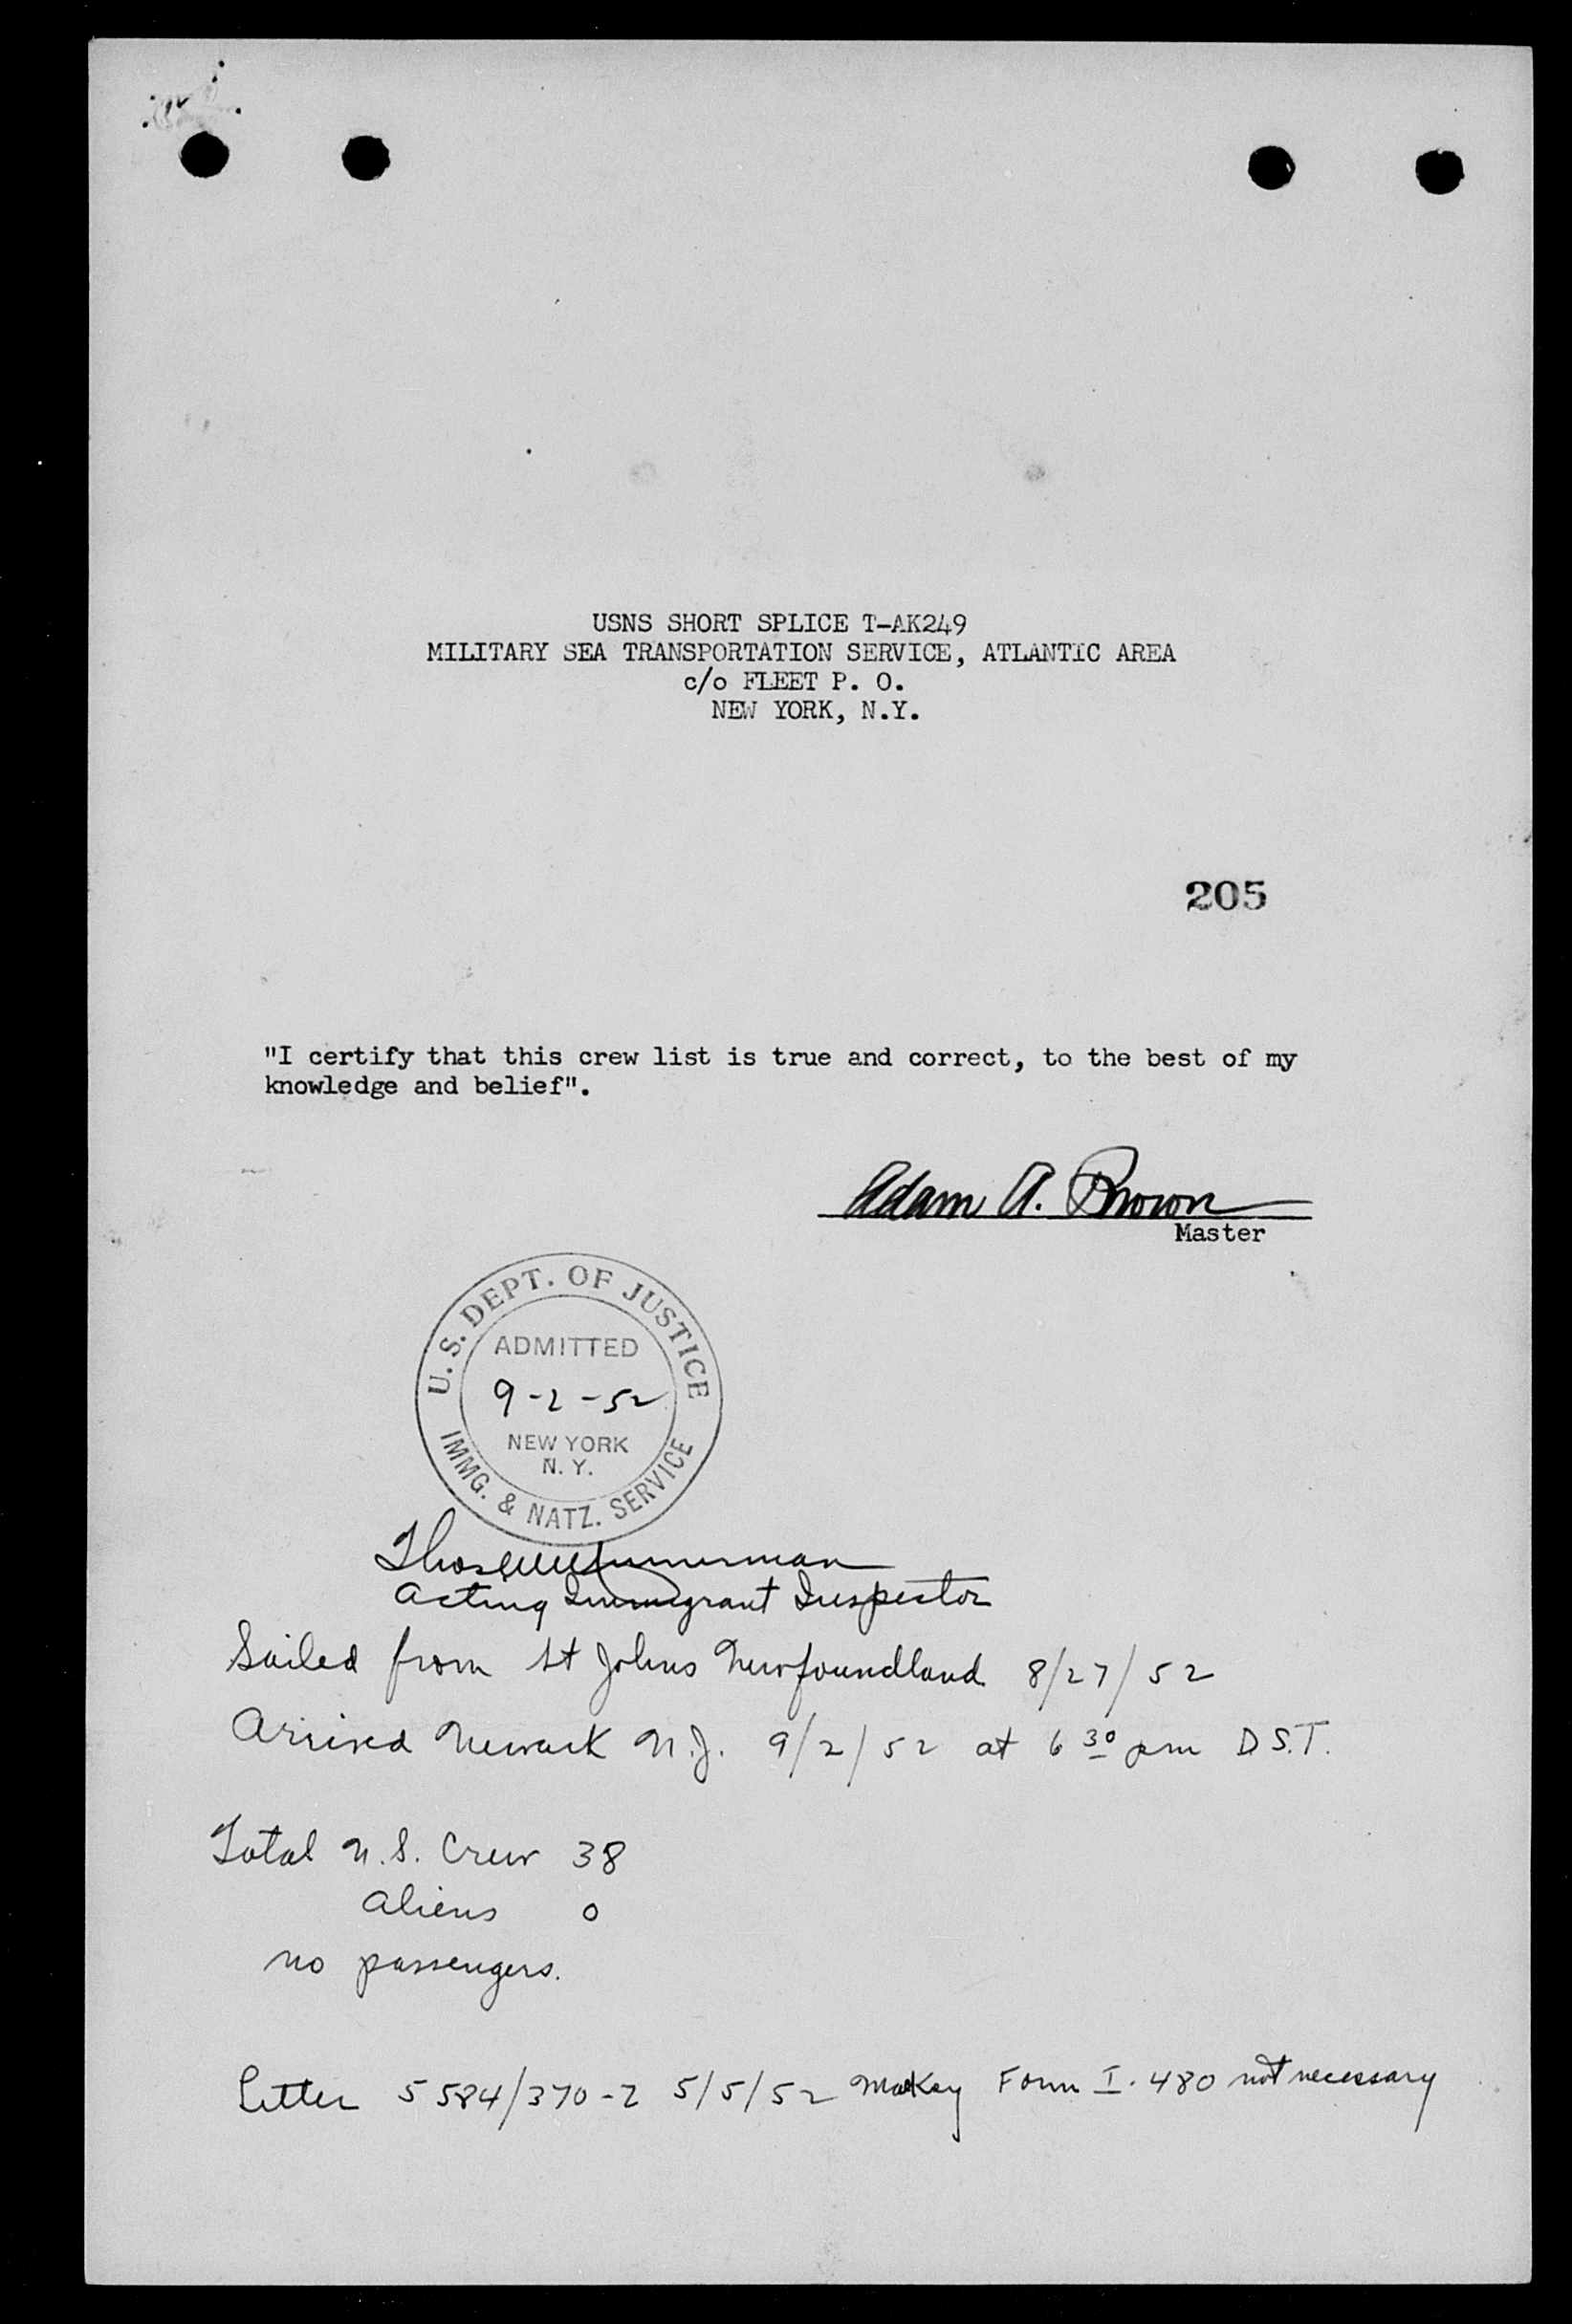 USNS SHORT SPLICE T-AK249
MILITARY SEA TRANSPORTATION SERVICE, ATLANTIC AREA
c/o FLEET P. O.
NEW YORK, N.Y.
205
"I certify that this crew list is true and correct, to the best of my
knowledge and belief".
Adam A. Brown
Master
U. S. DEPT. OF JUSTICE
ADMITTED
9-2-52
NEW YORK
N. Y.
IMMG. & NATZ. SERVICE
Acting Immigrant Inspector
Sailed from St Johns Newfoundland 8/27/52
Arrived Newark N.J. 9/2/52 at 6 30 pm D.S.T.
Total U.S. Crew 38
aliens 0
no passengers.
Letter 5584/370-2 5/5/52 Form I-480 not necessary